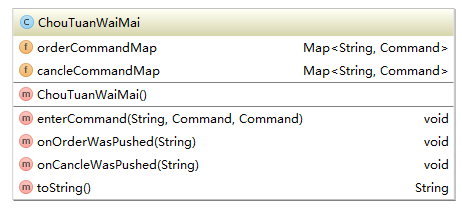 C ChouTuanWaiMai
f orderCommandMap Map<String, Command>
f cancleCommandMap Map<String, Command>
m ChouTuanWaiMai()
m enterCommand(String, Command, Command) void
m onOrderWasPushed(String) void
m onCancleWasPushed(String) void
m toString() String